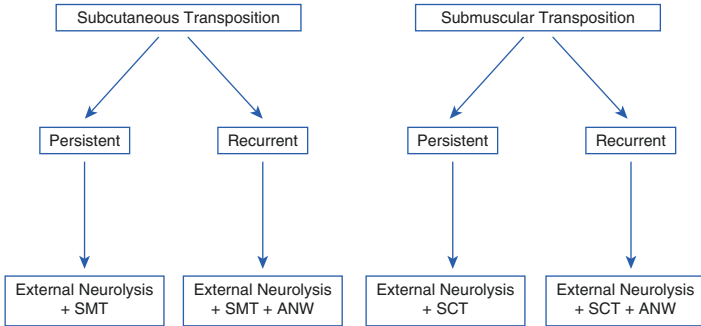 Subcutaneous Transposition
Submuscular Transposition
Persistent
Recurrent
Persistent
Recurrent
External Neurolysis
+ SMT
External Neurolysis
+ SMT + ANW
External Neurolysis
+ SCT
External Neurolysis
+ SCT + ANW